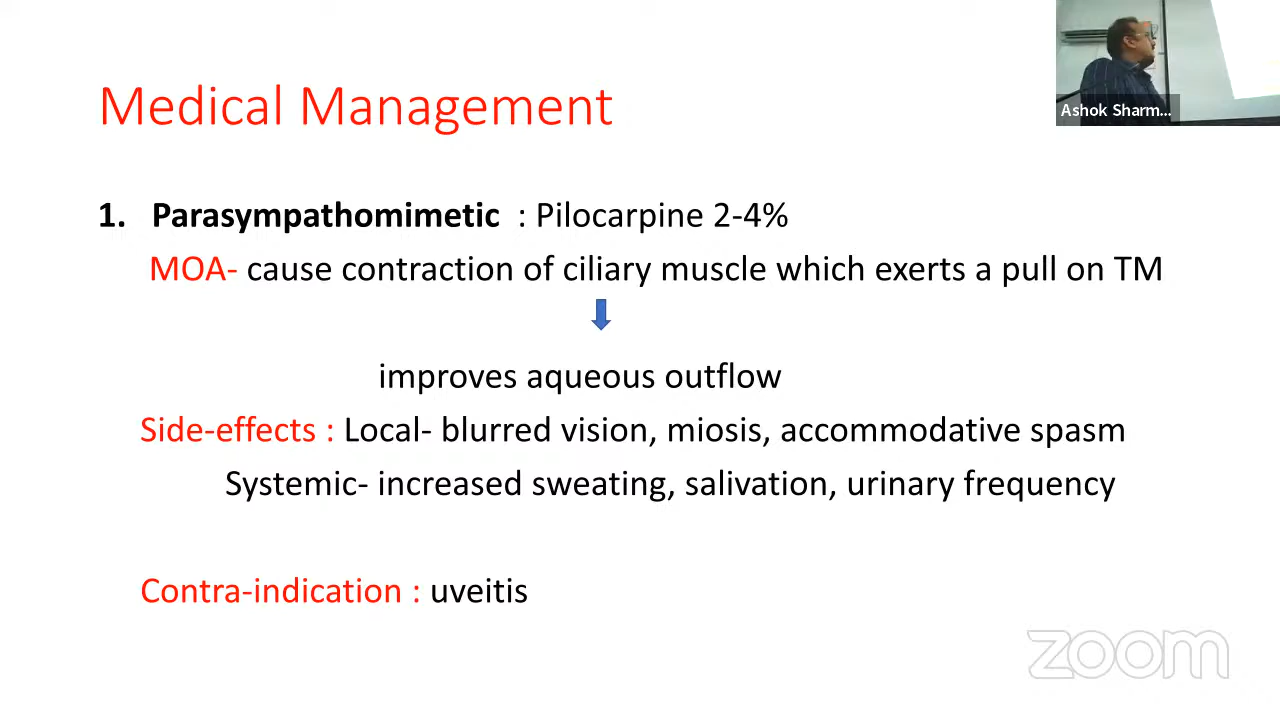 Ashok Sharm...
Medical Management
1. Parasympathomimetic : Pilocarpine 2-4%
MOA- cause contraction of ciliary muscle which exerts a pull on TM
improves aqueous outflow
Side-effects : Local- blurred vision, miosis, accommodative spasm
Systemic- increased sweating, salivation, urinary frequency
Contra-indication : uveitis
zoom